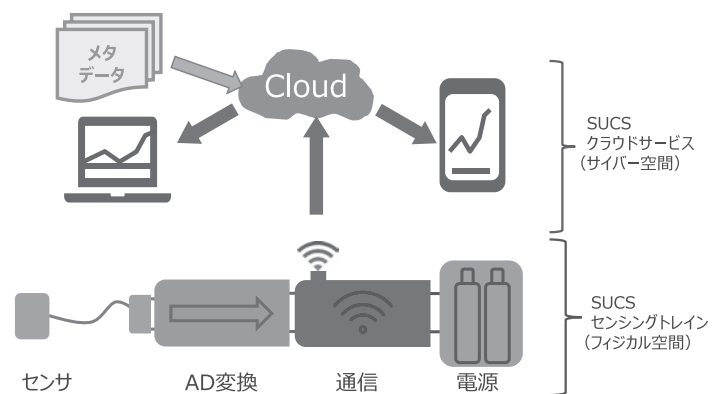 メタ
データ
Cloud
SUCS
クラウドサービス
(サイバー空間)
SUCS
センシングトレイン
(フィジカル空間)
センサ
AD変換
通信
電源